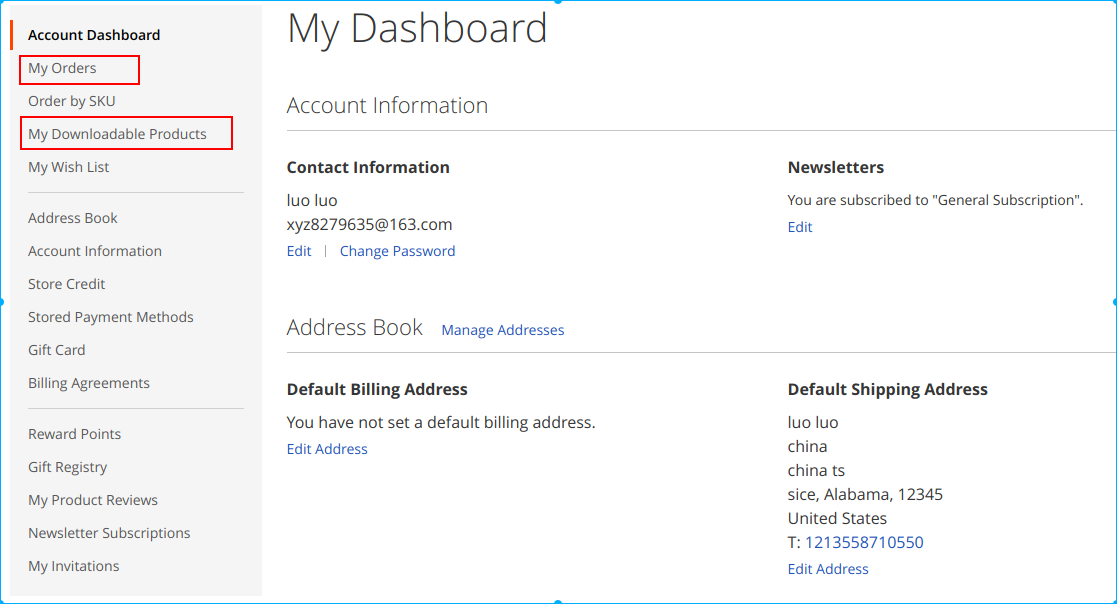 Account Dashboard
My Orders
Order by SKU
My Downloadable Products
My Wish List
Address Book
Account Information
Store Credit
Stored Payment Methods
Gift Card
Billing Agreements
Reward Points
Gift Registry
My Product Reviews
Newsletter Subscriptions
My Invitations
My Dashboard
Account Information
Contact Information
luo luo
xyz8279635@163.com
Edit | Change Password
Newsletters
You are subscribed to "General Subscription".
Edit
Address Book Manage Addresses
Default Billing Address
You have not set a default billing address.
Edit Address
Default Shipping Address
luo luo
china
china ts
sice, Alabama, 12345
United States
T: 1213558710550
Edit Address